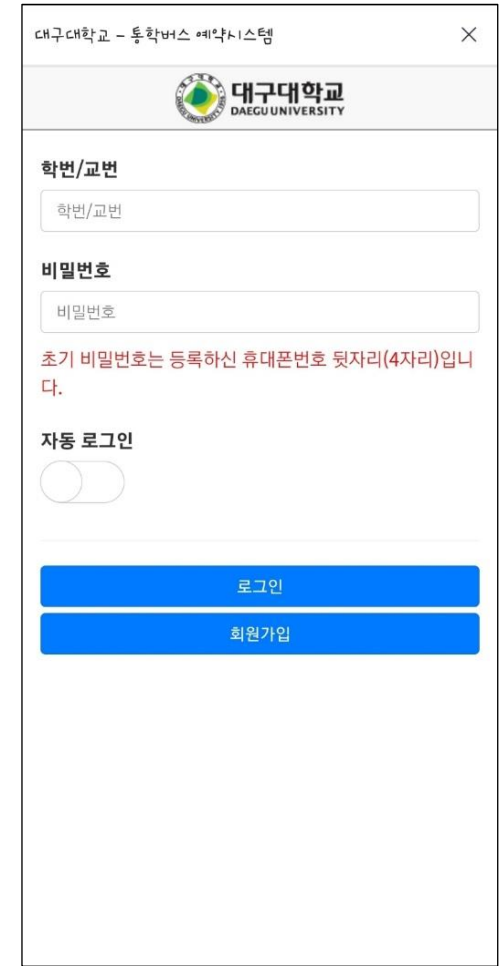 대구대학교 – 통학버스 예약시스템
대구대학교
DAEGU UNIVERSITY
학번/교번
학번/교번
비밀번호
비밀번호
초기 비밀번호는 등록하신 휴대폰번호 뒷자리(4자리)입니
다.
자동 로그인
로그인
회원가입